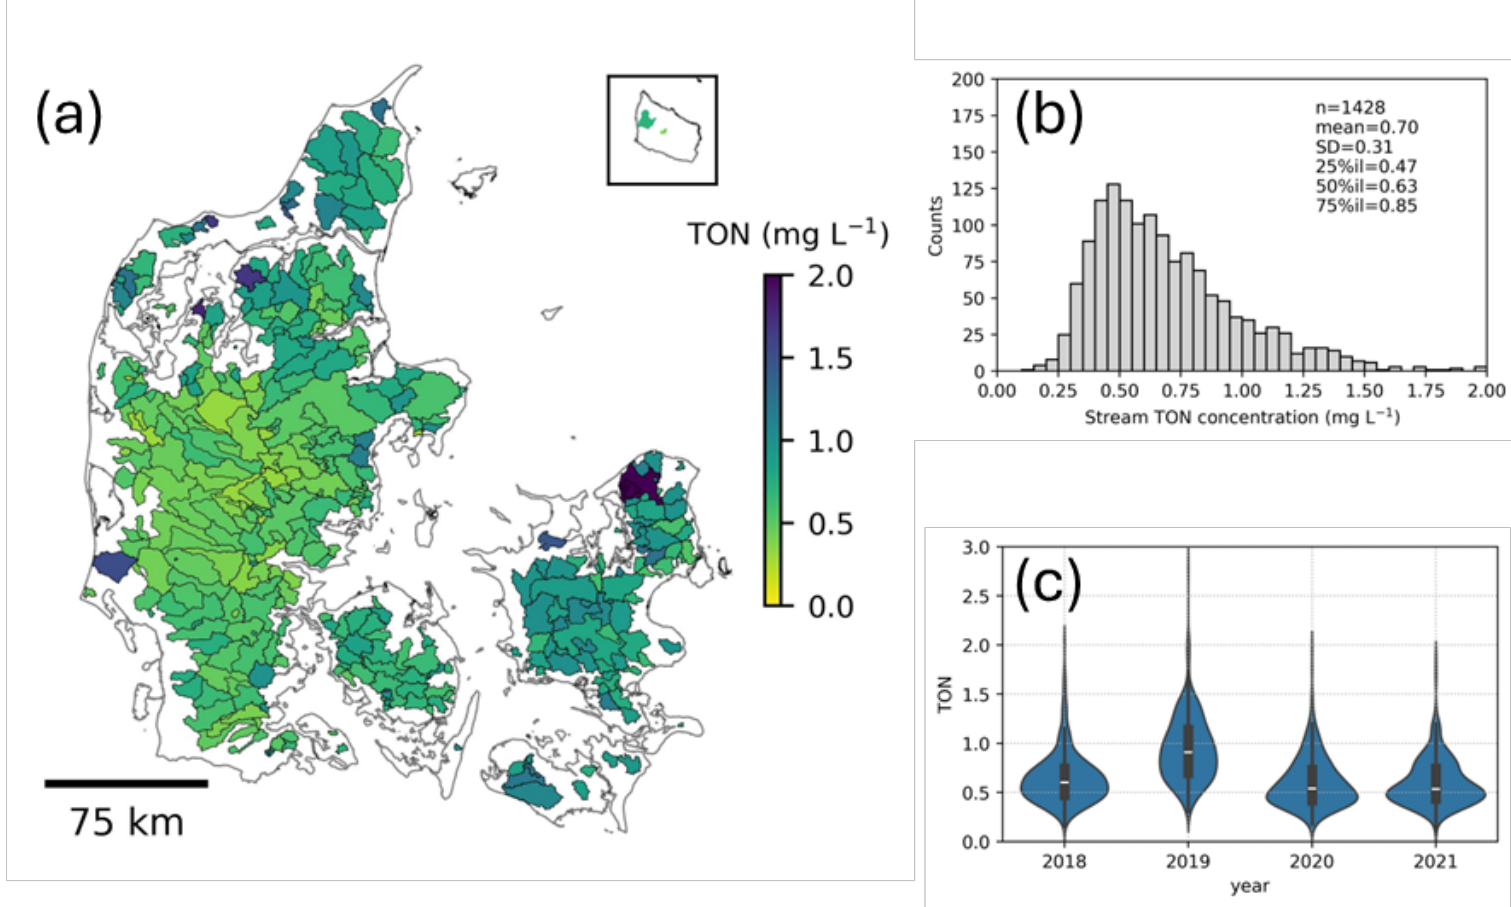 (a)
TON (mg L⁻¹)
2.0
1.5
1.0
0.5
0.0
75 km
(b)
n=1428
mean=0.70
SD=0.31
25%il=0.47
50%il=0.63
75%il=0.85
Counts
200
175
150
125
100
75
50
25
0
0.00 0.25 0.50 0.75 1.00 1.25 1.50 1.75 2.00
Stream TON concentration (mg L⁻¹)
(c)
TON
3.0
2.5
2.0
1.5
1.0
0.5
0.0
2018 2019 2020 2021
year